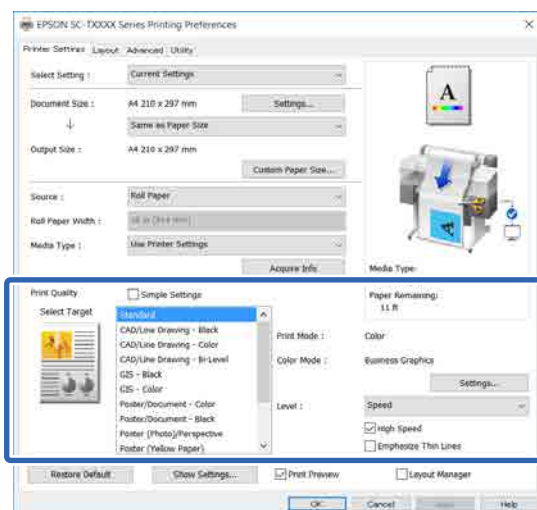 EPSON SC-TXXXX Series Printing Preferences
Printer Settings Layout Advanced Utility
Select Setting : Current Settings
Document Size : A4 210 x 297 mm Settings...
Same as Paper Size
Output Size : A4 210 x 297 mm
Custom Paper Size...
Source : Roll Paper
Roll Paper Width :
Media Type : Use Printer Settings
Acquire Info Media Type:
Print Quality Simple Settings Paper Remaining:
Select Target Standard 11 ft
CAD/Line Drawing - Black Print Mode : Color
CAD/Line Drawing - Color
CAD/Line Drawing - Bi-Level Color Mode : Business Graphics
GIS - Black
GIS - Color Settings...
Poster/Document - Color Level : Speed
Poster/Document - Black
Poster (Photo)/Perspective High Speed
Poster (Yellow Paper) Emphasize Thin Lines
Restore Default Show Settings... Print Preview Layout Manager
OK Cancel Help